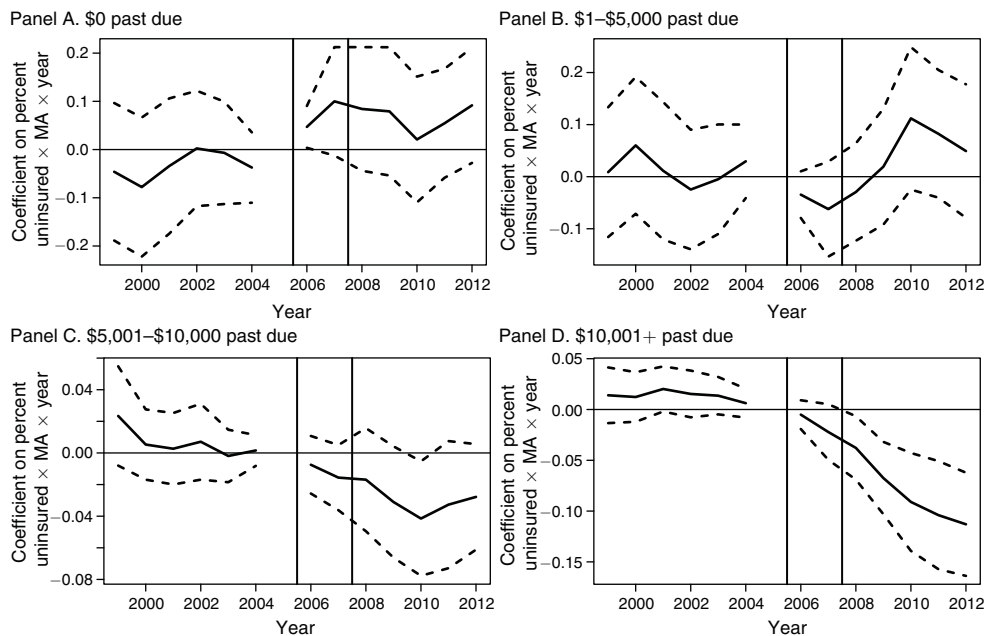 Panel A. $0 past due
Coefficient on percent
uninsured × MA × year
0.2
0.1
0.0
−0.1
−0.2
2000 2002 2004 2006 2008 2010 2012
Year
Panel B. $1–$5,000 past due
Coefficient on percent
uninsured × MA × year
0.2
0.1
0.0
−0.1
2000 2002 2004 2006 2008 2010 2012
Year
Panel C. $5,001–$10,000 past due
Coefficient on percent
uninsured × MA × year
0.04
0.00
−0.04
−0.08
2000 2002 2004 2006 2008 2010 2012
Year
Panel D. $10,001+ past due
Coefficient on percent
uninsured × MA × year
0.05
0.00
−0.05
−0.10
−0.15
2000 2002 2004 2006 2008 2010 2012
Year